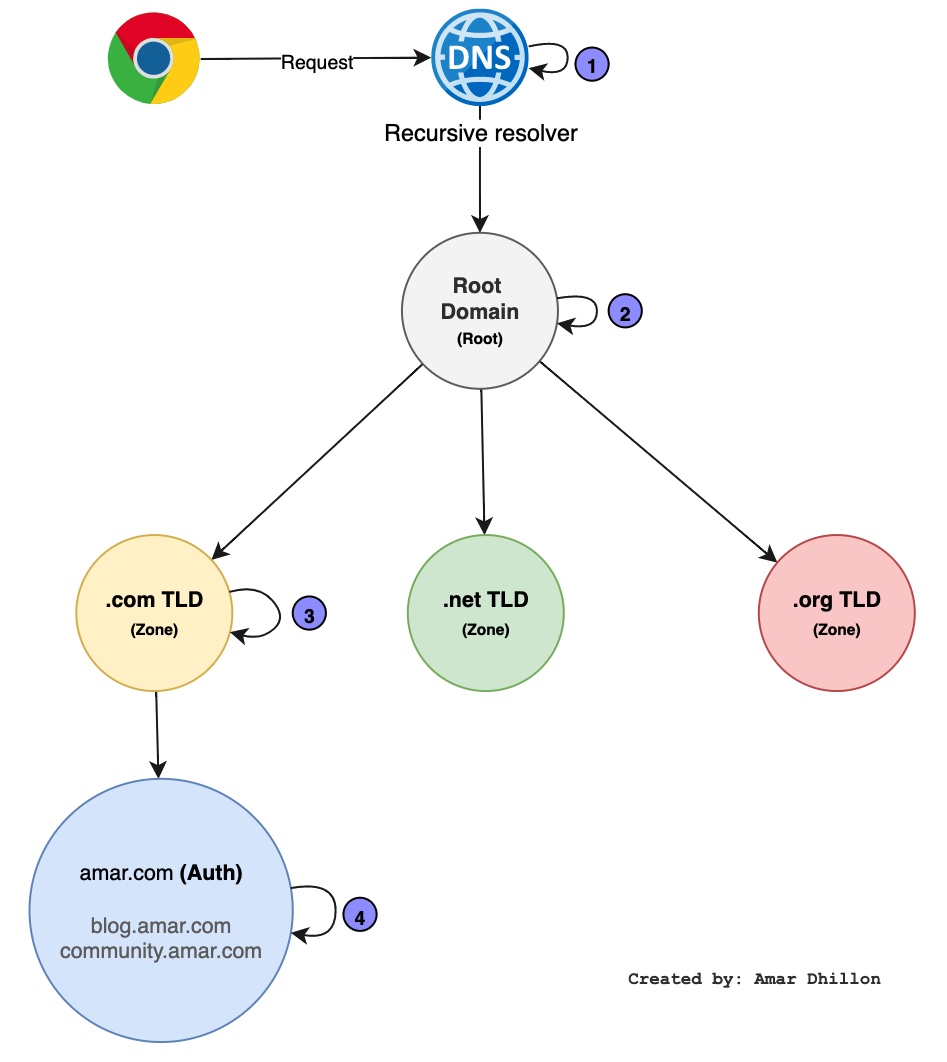 Request
DNS
1
Recursive resolver
Root
Domain
(Root)
2
.com TLD
(Zone)
3
.net TLD
(Zone)
.org TLD
(Zone)
amar.com (Auth)
blog.amar.com
community.amar.com
4
Created by: Amar Dhillon